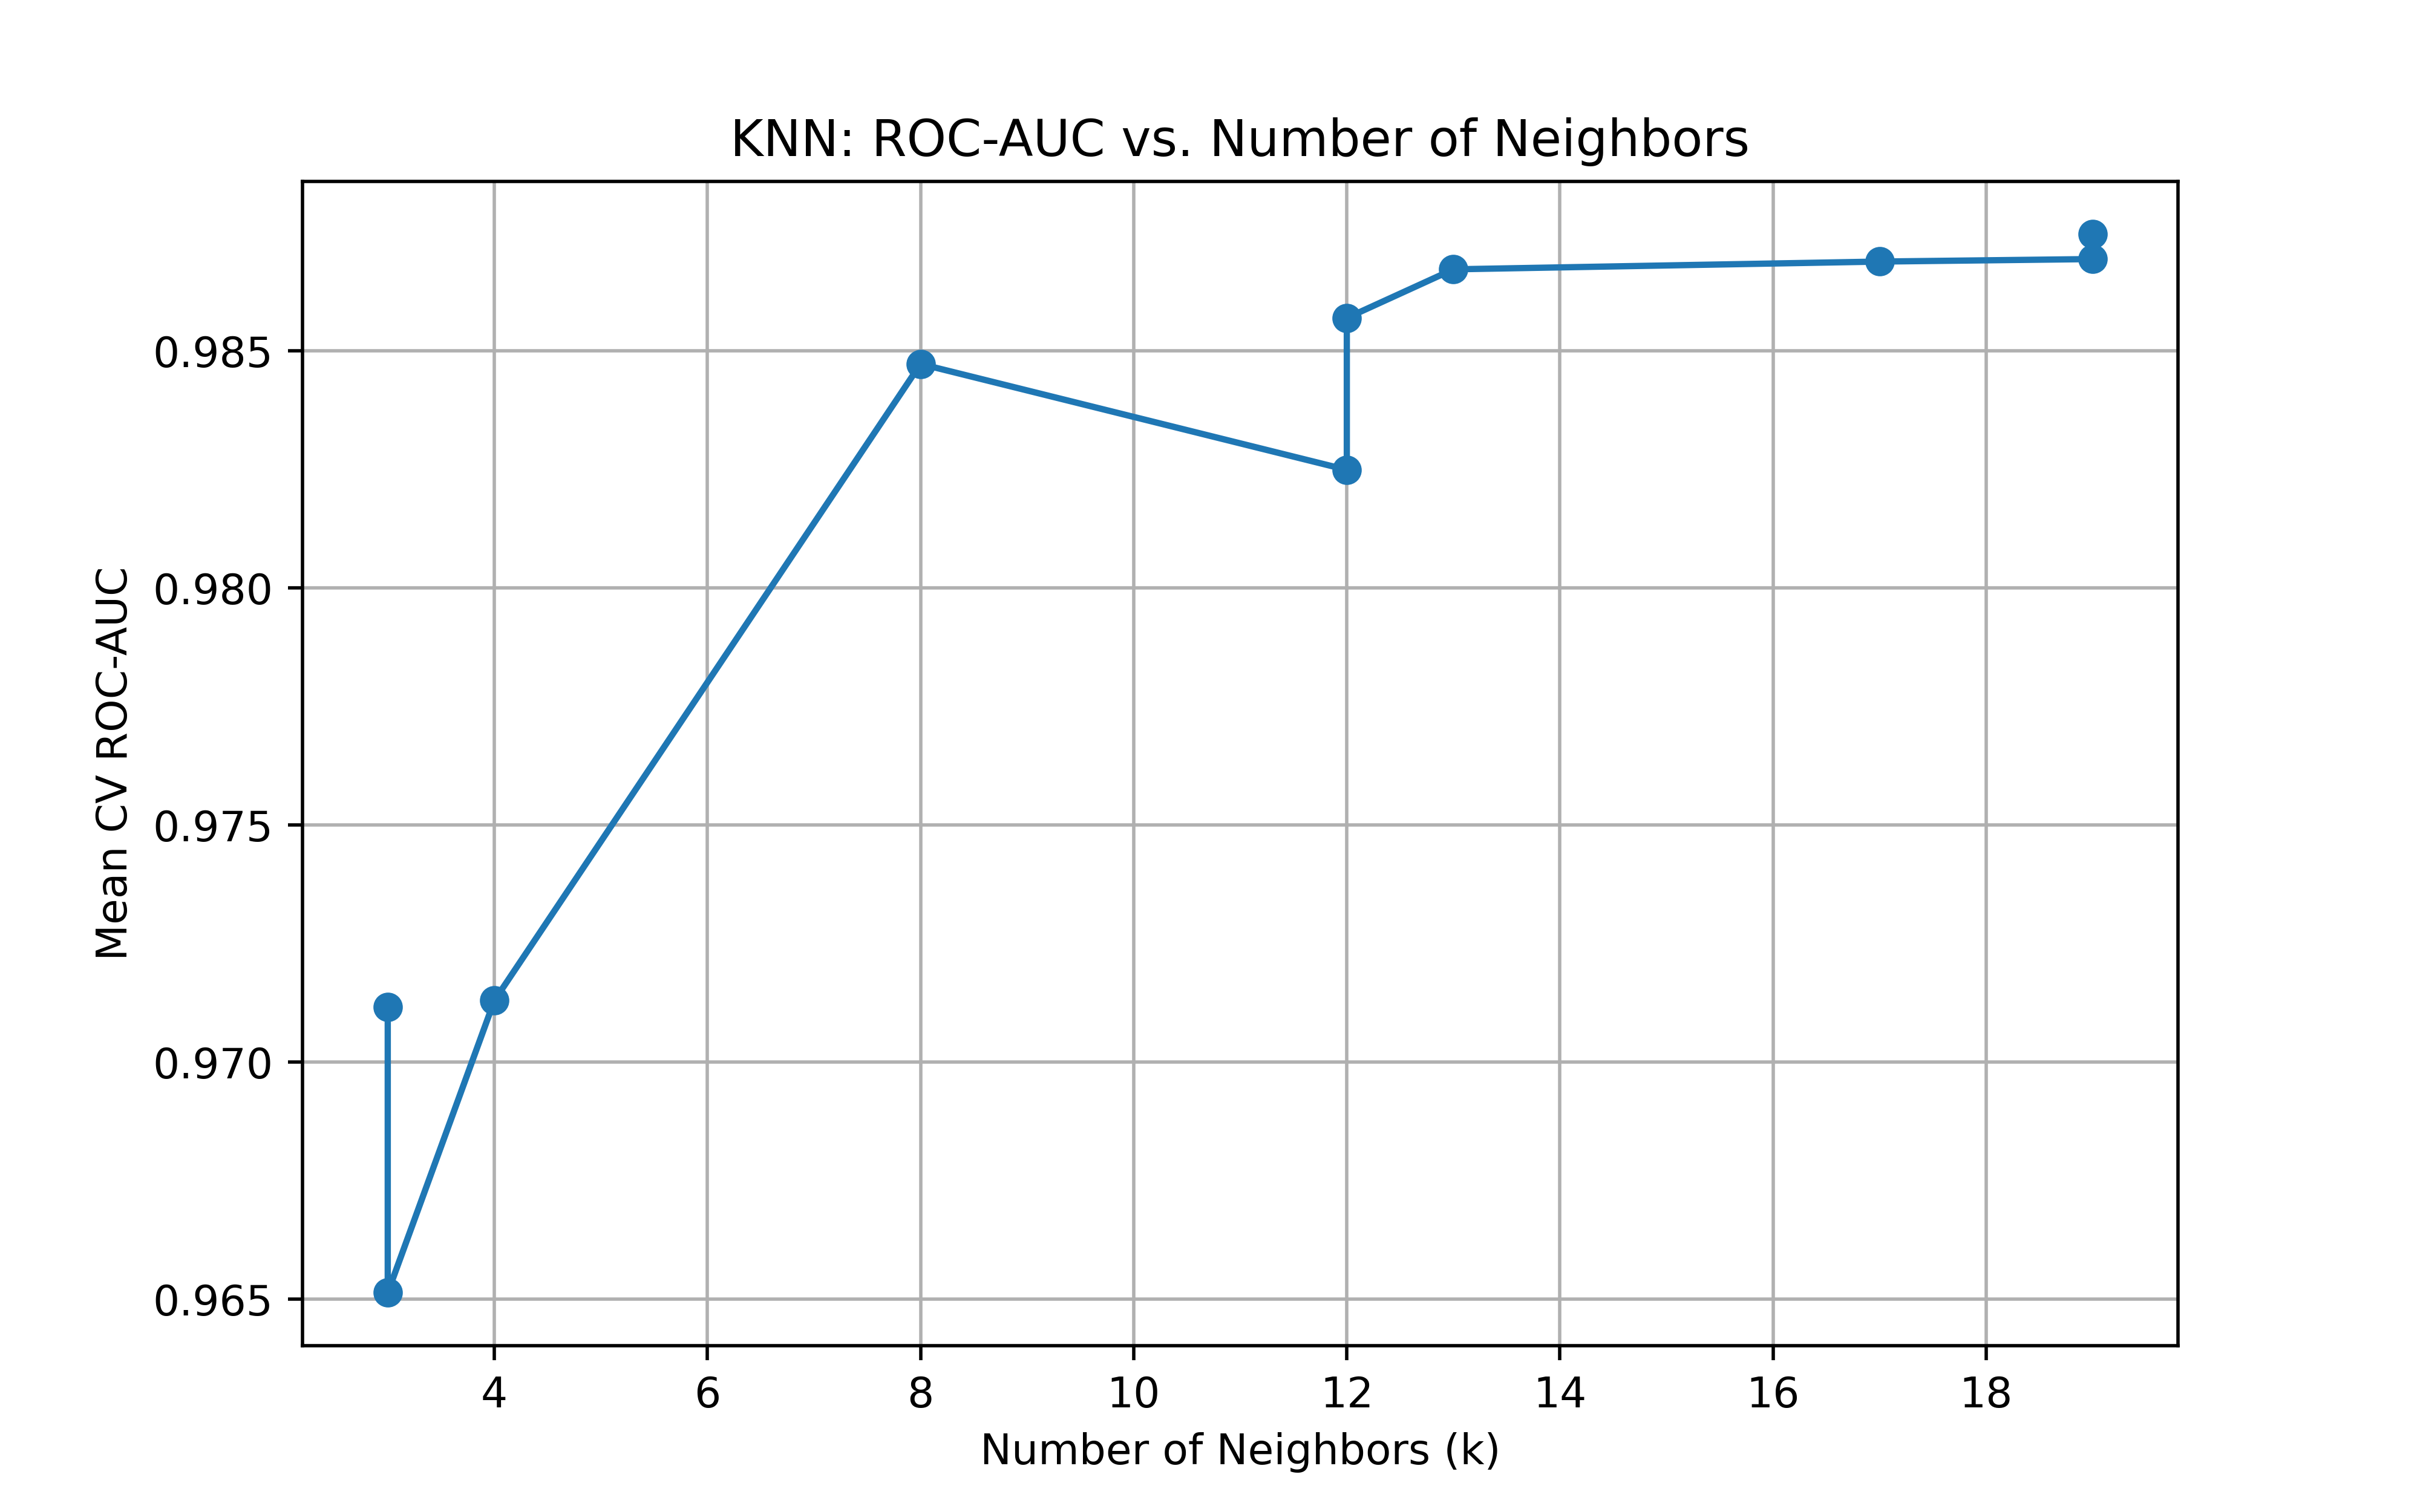 KNN: ROC-AUC vs. Number of Neighbors
Mean CV ROC-AUC
0.985
0.980
0.975
0.970
0.965
4 6 8 10 12 14 16 18
Number of Neighbors (k)